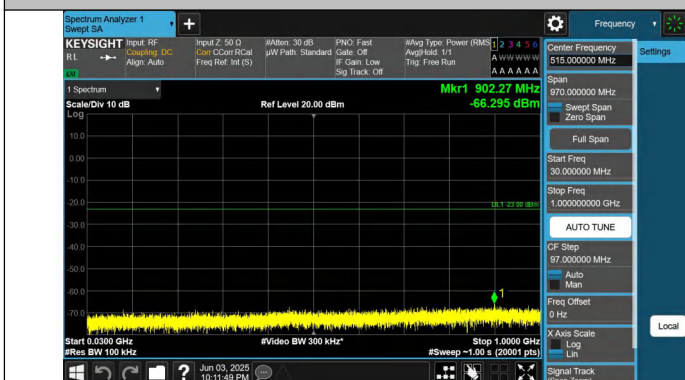 Spectrum Analyzer 1
Swept SA
Frequency
KEYSIGHT
RL
Input: RF
Coupling: DC
Align: Auto
Input Z: 50 Ω
Corr CCorr RCal
Freq Ref: Int (S)
#Atten: 30 dB
µW Path: Standard
PNO: Fast
Gate: Off
IF Gain: Low
Sig Track: Off
#Avg Type: Power (RMS)
Avg|Hold: 1/1
Trig: Free Run
1 2 3 4 5 6
A W W W W W
A A A A A A
1 Spectrum
Scale/Div 10 dB
Log
Ref Level 20.00 dBm
Mkr1 902.27 MHz
-66.295 dBm
10.0
0.00
-10.0
-20.0
DL1 -23.00 dBm
-30.0
-40.0
-50.0
-60.0
1
-70.0
Start 0.0300 GHz
#Res BW 100 kHz
#Video BW 300 kHz*
Stop 1.0000 GHz
#Sweep ~1.00 s (20001 pts)
Jun 03, 2025
10:11:49 PM
?
Center Frequency
515.000000 MHz
Settings
Span
970.000000 MHz
Swept Span
Zero Span
Full Span
Start Freq
30.000000 MHz
Stop Freq
1.000000000 GHz
AUTO TUNE
CF Step
97.000000 MHz
Auto
Man
Freq Offset
0 Hz
X Axis Scale
Log
Lin
Local
Signal Track
(Span Zoom)